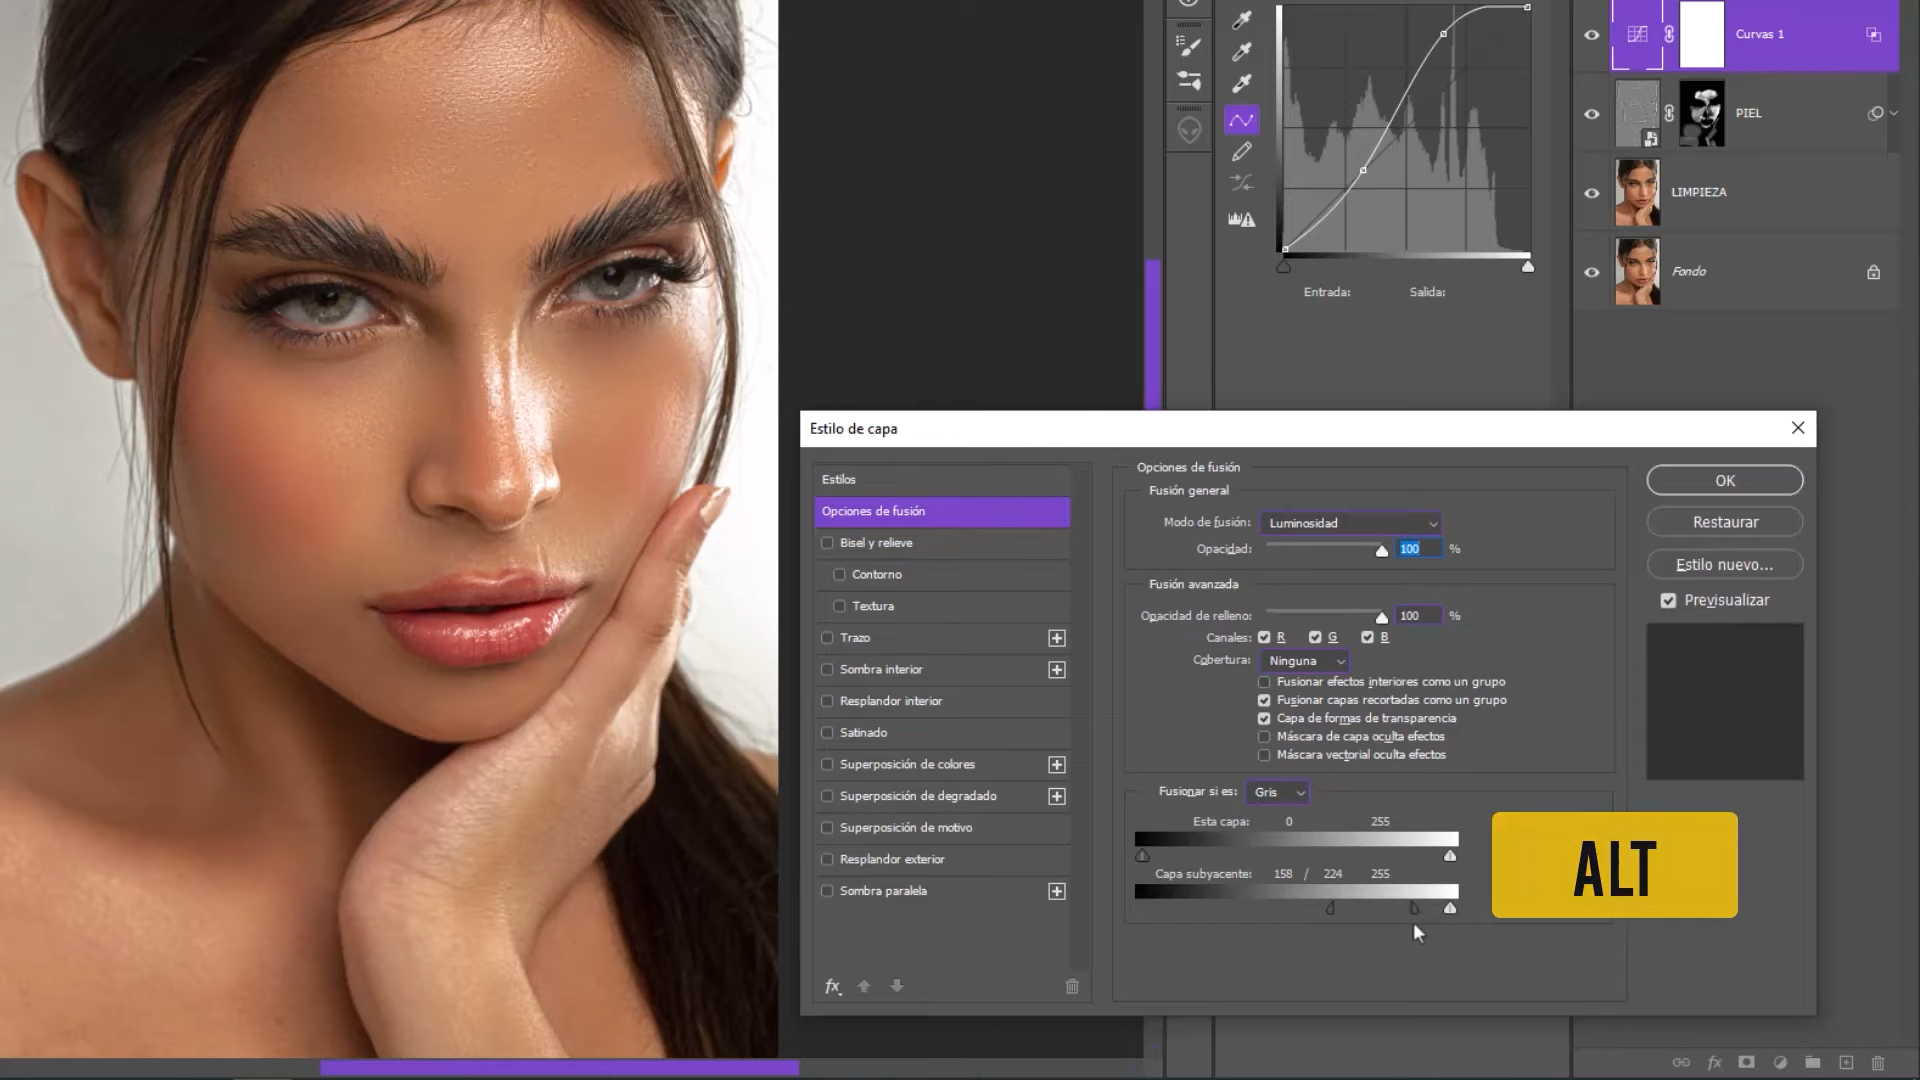 Curvas 1
PIEL
LIMPIEZA
Fondo
Entrada:
Salida:
Estilo de capa
Estilos
Opciones de fusión
Bisel y relieve
Contorno
Textura
Trazo
Sombra interior
Resplandor interior
Satinado
Superposición de colores
Superposición de degradado
Superposición de motivo
Resplandor exterior
Sombra paralela
fx
Opciones de fusión
Fusión general
Modo de fusión: Luminosidad
Opacidad: 100 %
Fusión avanzada
Opacidad de relleno: 100 %
Canales: R G B
Cobertura: Ninguna
Fusionar efectos interiores como un grupo
Fusionar capas recortadas como un grupo
Capa de formas de transparencia
Máscara de capa oculta efectos
Máscara vectorial oculta efectos
Fusionar si es: Gris
Esta capa: 0 255
Capa subyacente: 158 / 224 255
OK
Restaurar
Estilo nuevo...
Previsualizar
ALT
fx